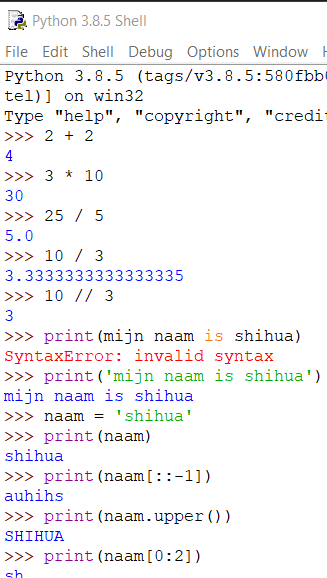 Python 3.8.5 Shell
File Edit Shell Debug Options Window
Python 3.8.5 (tags/v3.8.5:580fbb
tel)] on win32
Type "help", "copyright", "credit
>>> 2 + 2
4
>>> 3 * 10
30
>>> 25 / 5
5.0
>>> 10 / 3
3.3333333333333335
>>> 10 // 3
3
>>> print(mijn naam is shihua)
SyntaxError: invalid syntax
>>> print('mijn naam is shihua')
mijn naam is shihua
>>> naam = 'shihua'
>>> print(naam)
shihua
>>> print(naam[::-1])
auhihs
>>> print(naam.upper())
SHIHUA
>>> print(naam[0:2])
sh